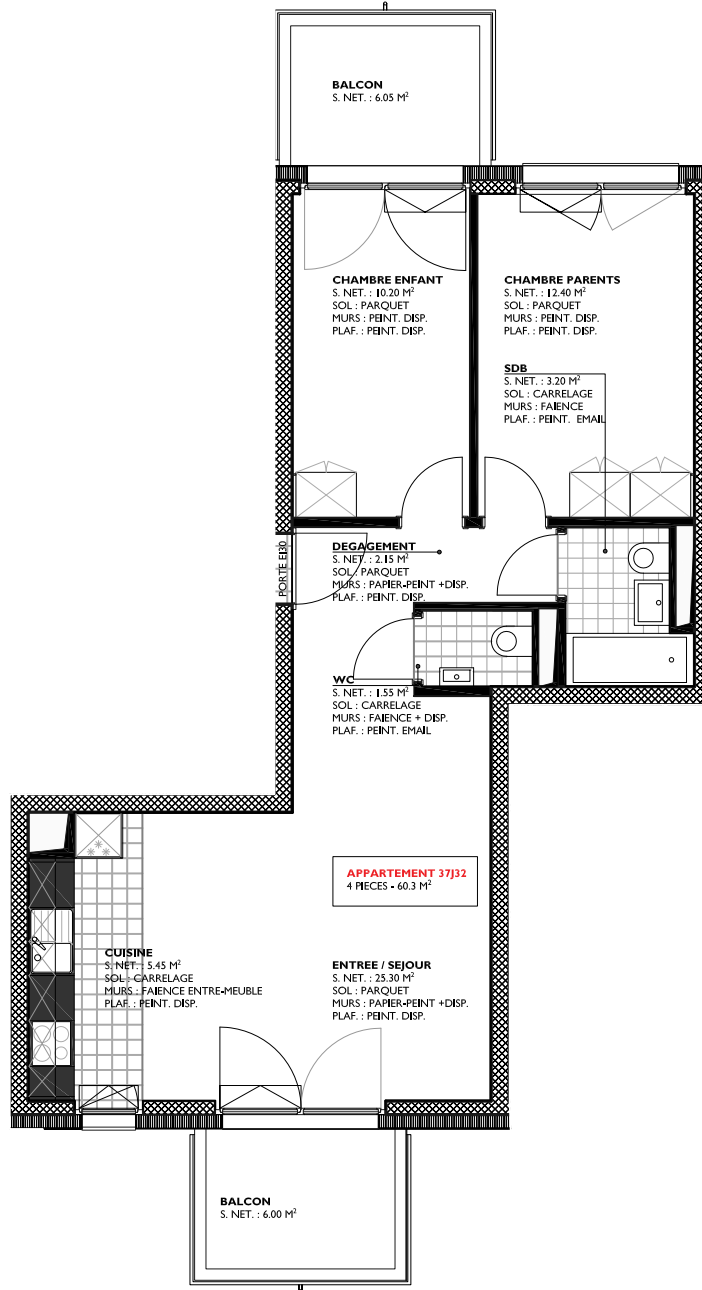 BALCON
S. NET. : 6.05 M²
CHAMBRE ENFANT
S. NET. : 10.20 M²
SOL : PARQUET
MURS : PEINT. DISP.
PLAF. : PEINT. DISP.
CHAMBRE PARENTS
S. NET. : 12.40 M²
SOL : PARQUET
MURS : PEINT. DISP.
PLAF. : PEINT. DISP.
SDB
S. NET. : 3.20 M²
SOL : CARRELAGE
MURS : FAIENCE
PLAF. : PEINT. EMAIL
PORTE EI30
DEGAGEMENT
S. NET. : 2.15 M²
SOL : PARQUET
MURS : PAPIER-PEINT +DISP.
PLAF. : PEINT. DISP.
WC
S. NET. : 1.55 M²
SOL : CARRELAGE
MURS : FAIENCE + DISP.
PLAF. : PEINT. EMAIL
APPARTEMENT 37J32
4 PIECES - 60.3 M²
CUISINE
S. NET. : 5.45 M²
SOL : CARRELAGE
MURS : FAIENCE ENTRE-MEUBLE
PLAF. : PEINT. DISP.
ENTREE / SEJOUR
S. NET. : 25.30 M²
SOL : PARQUET
MURS : PAPIER-PEINT +DISP.
PLAF. : PEINT. DISP.
BALCON
S. NET. : 6.00 M²